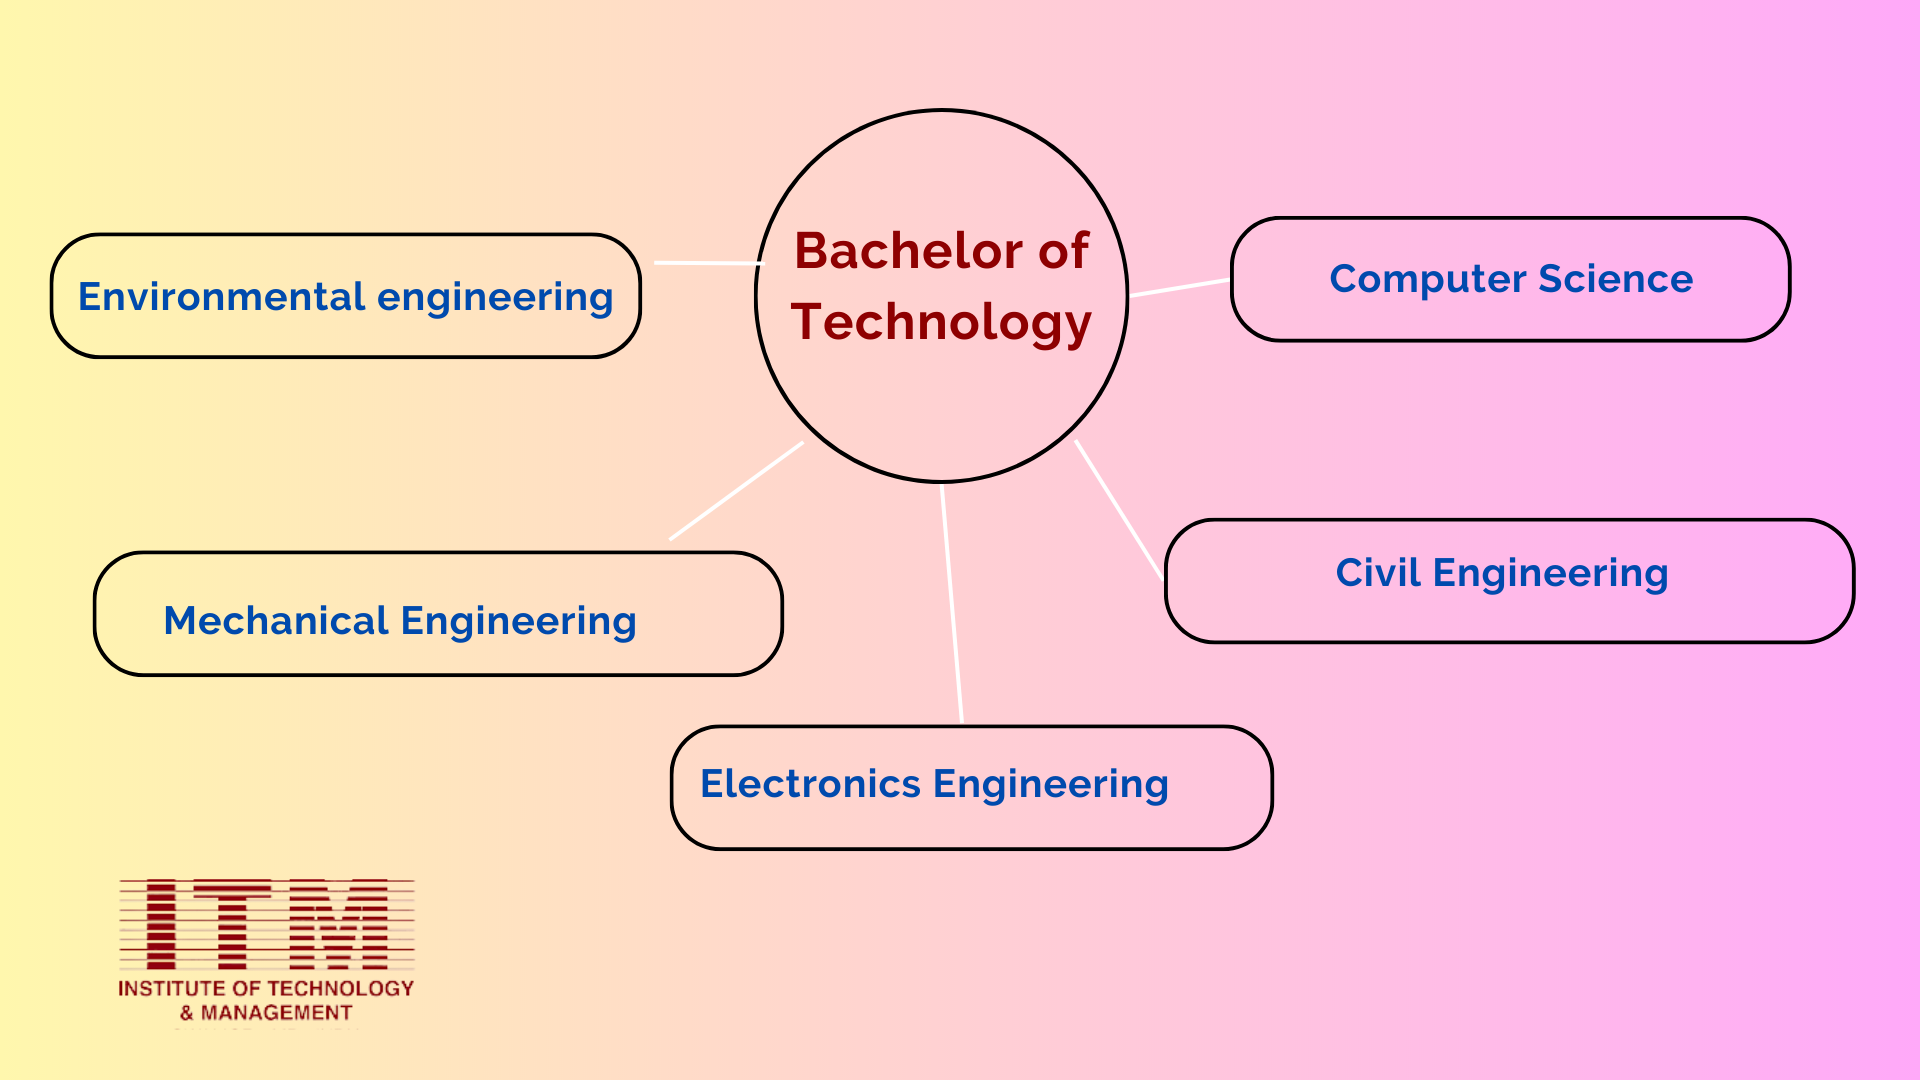 Bachelor of
Technology
Environmental engineering
Computer Science
Mechanical Engineering
Civil Engineering
Electronics Engineering
ITM
INSTITUTE OF TECHNOLOGY
& MANAGEMENT